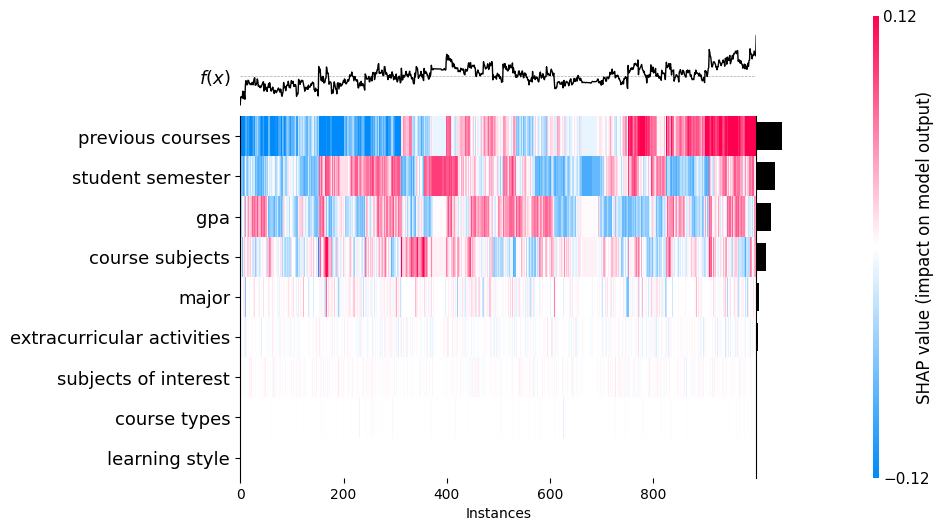 0.12
f(x)
previous courses
student semester
gpa
course subjects
major
extracurricular activities
subjects of interest
course types
learning style
0 200 400 600 800
Instances
SHAP value (impact on model output)
−0.12